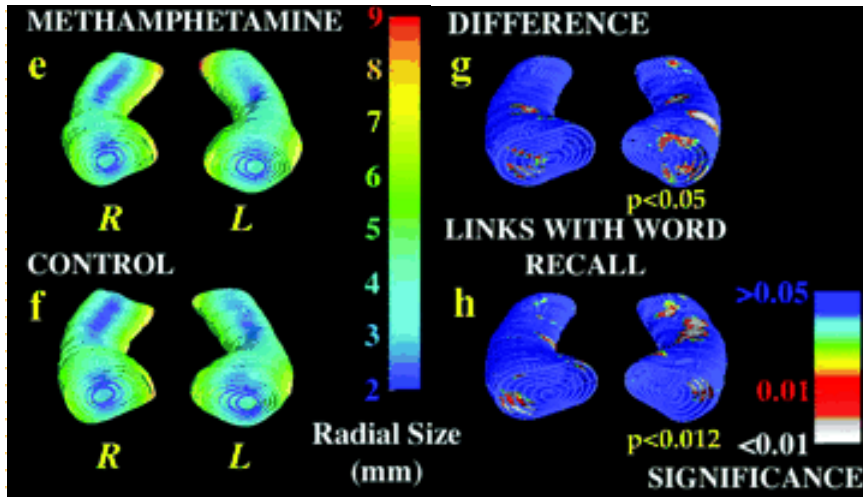 METHAMPHETAMINE
e
R L
CONTROL
f
R L
9
8
7
6
5
4
3
2
Radial Size
(mm)
DIFFERENCE
g
p<0.05
LINKS WITH WORD
RECALL
h
p<0.012
>0.05
0.01
<0.01
SIGNIFICANCE